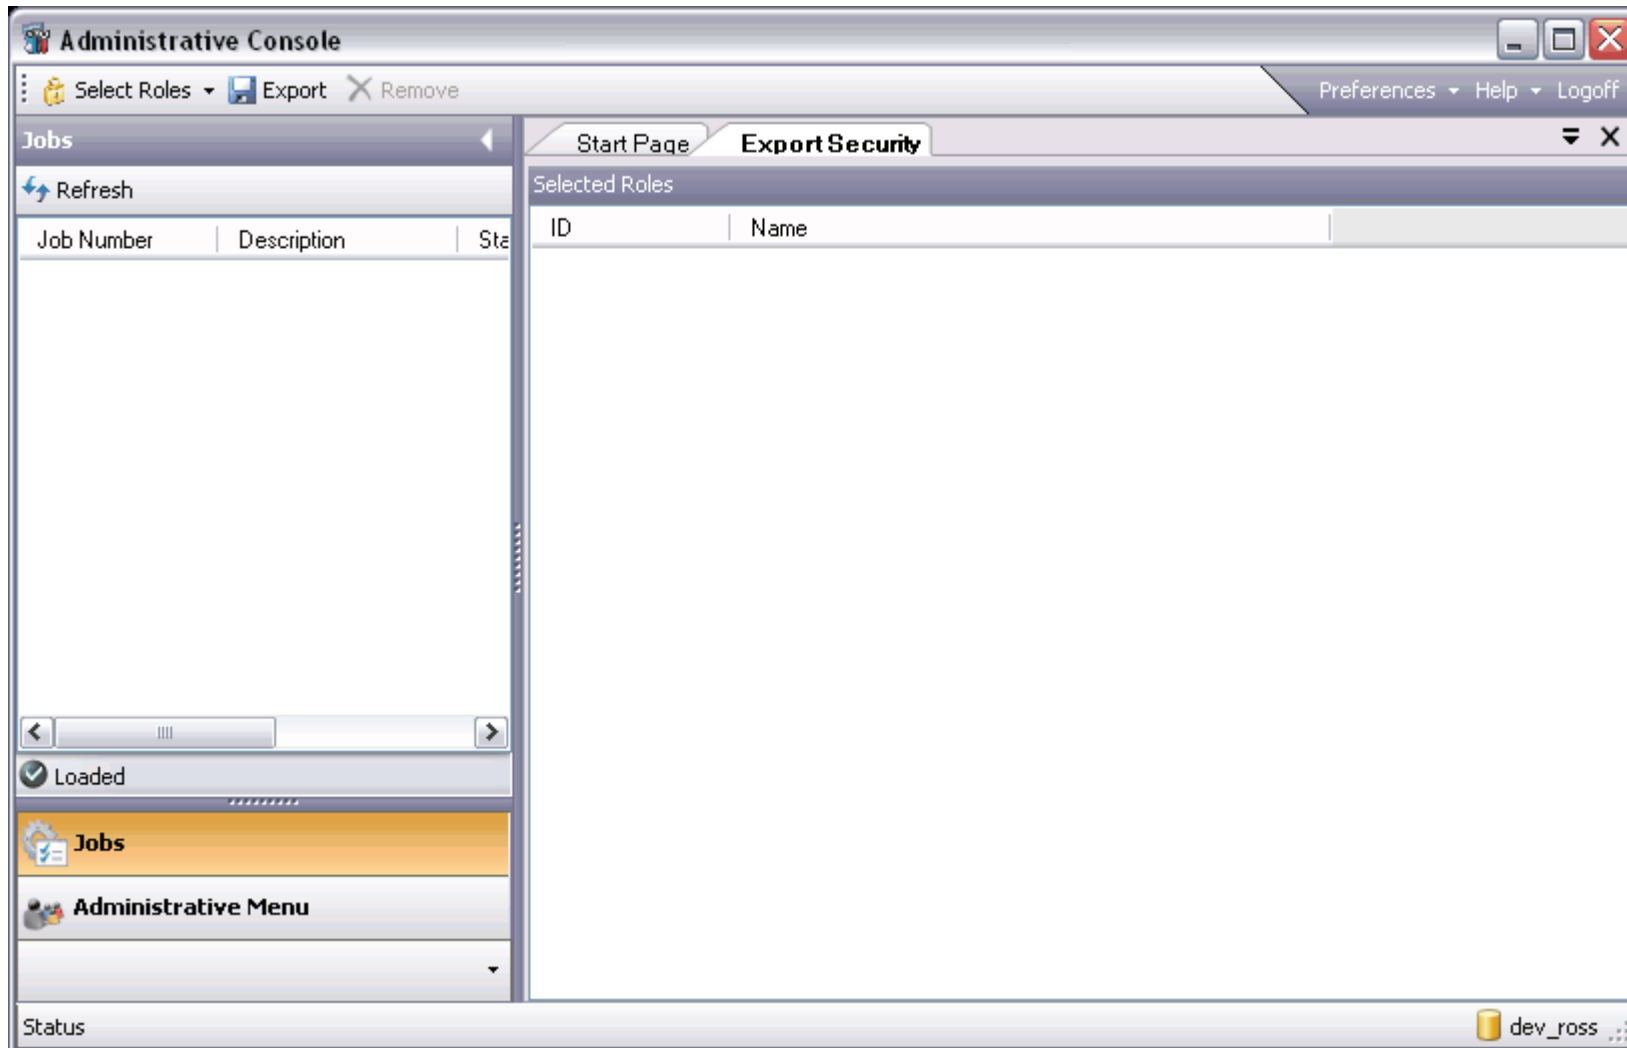 Administrative Console
Select Roles Export Remove
Preferences Help Logoff
Jobs
Refresh
Job Number Description Sta
Loaded
Jobs
Administrative Menu
Start Page Export Security
Selected Roles
ID Name
Status
dev_ross